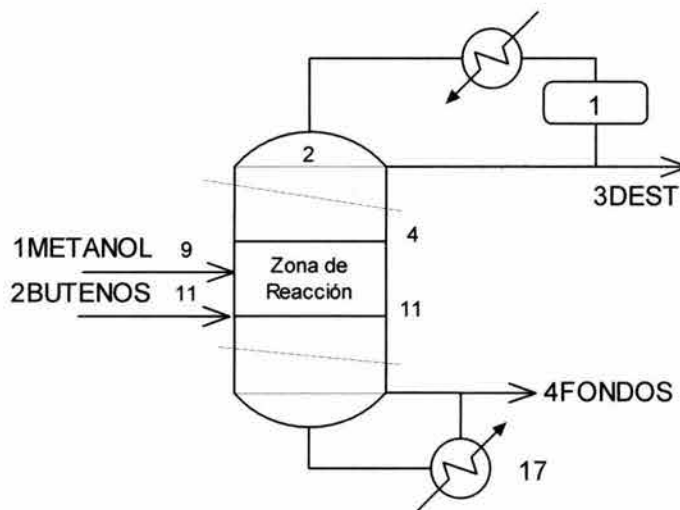 1
2
3DEST
4
1METANOL 9
Zona de
Reacción
2BUTENOS 11
11
4FONDOS
17